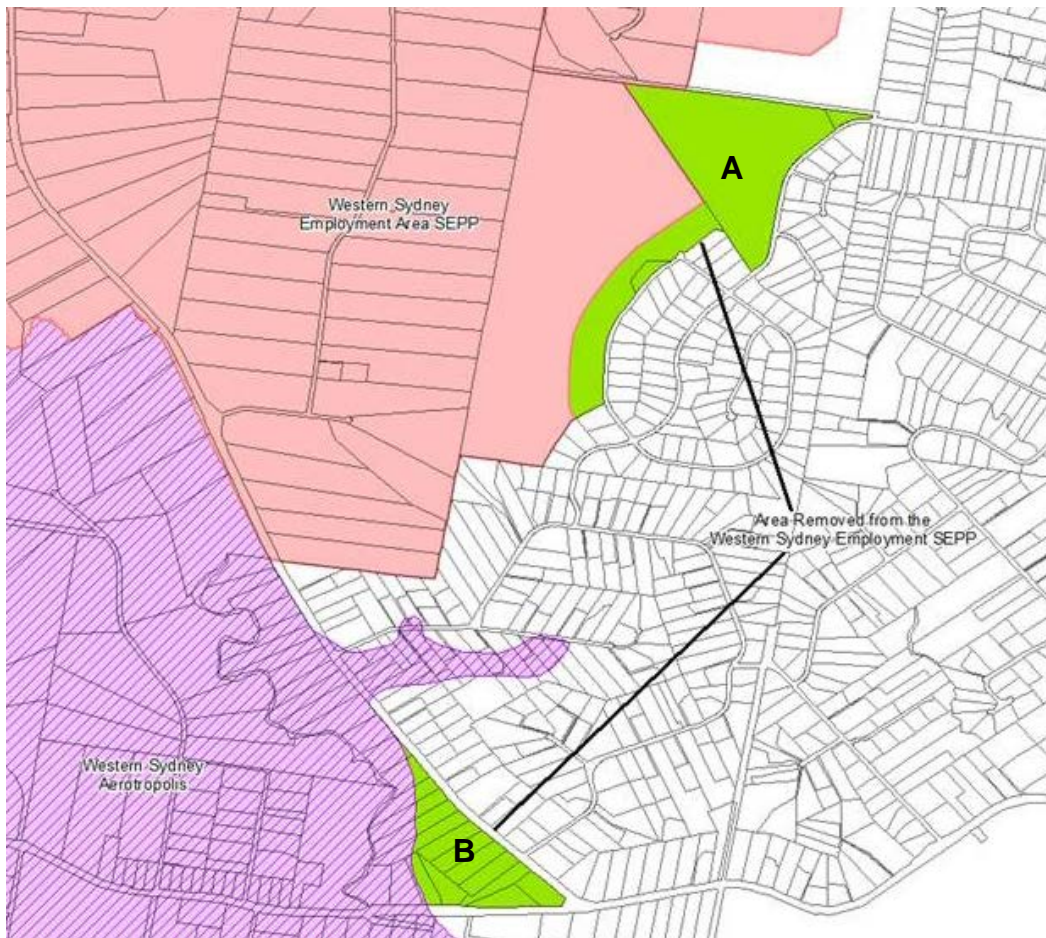 A
Western Sydney
Employment Area SEPP
Area Removed from the
Western Sydney Employment SEPP
Western Sydney
Aerotropolis
B